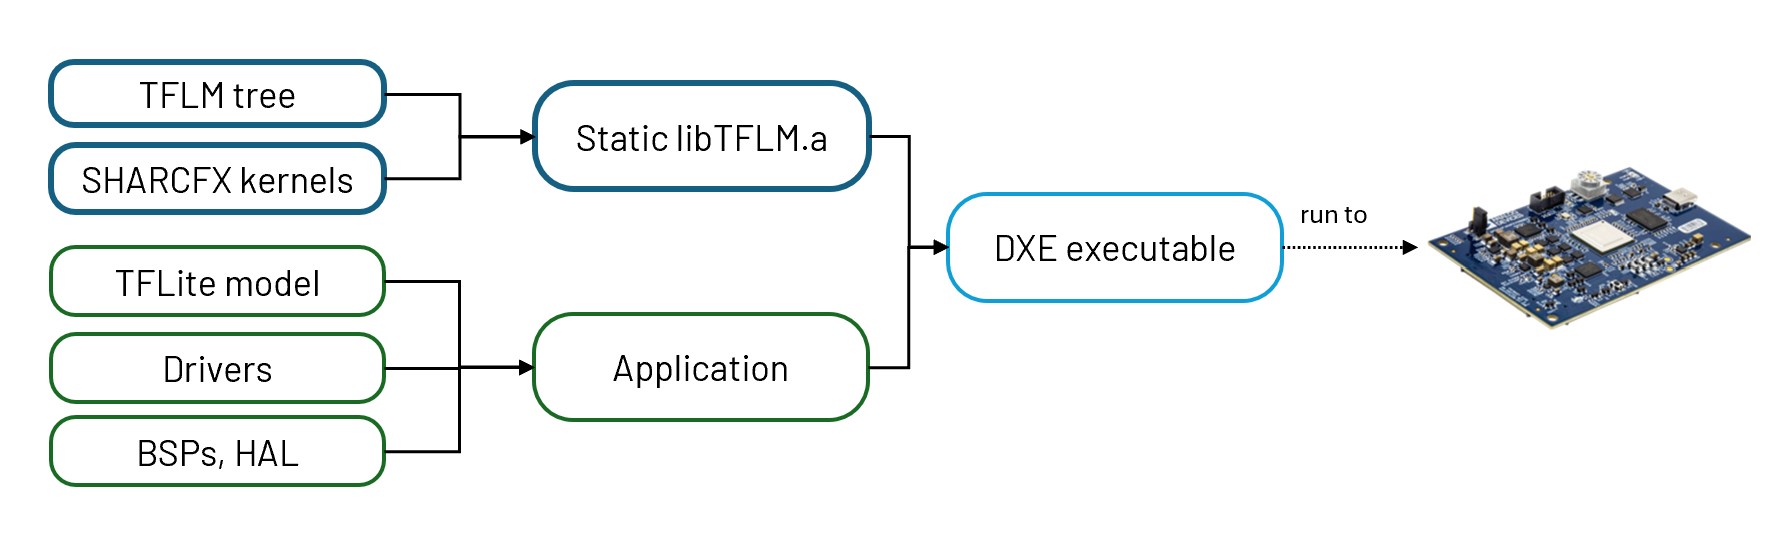 TFLM tree
SHARCFX kernels
Static libTFLM.a
TFLite model
Drivers
BSPs, HAL
Application
DXE executable
run to